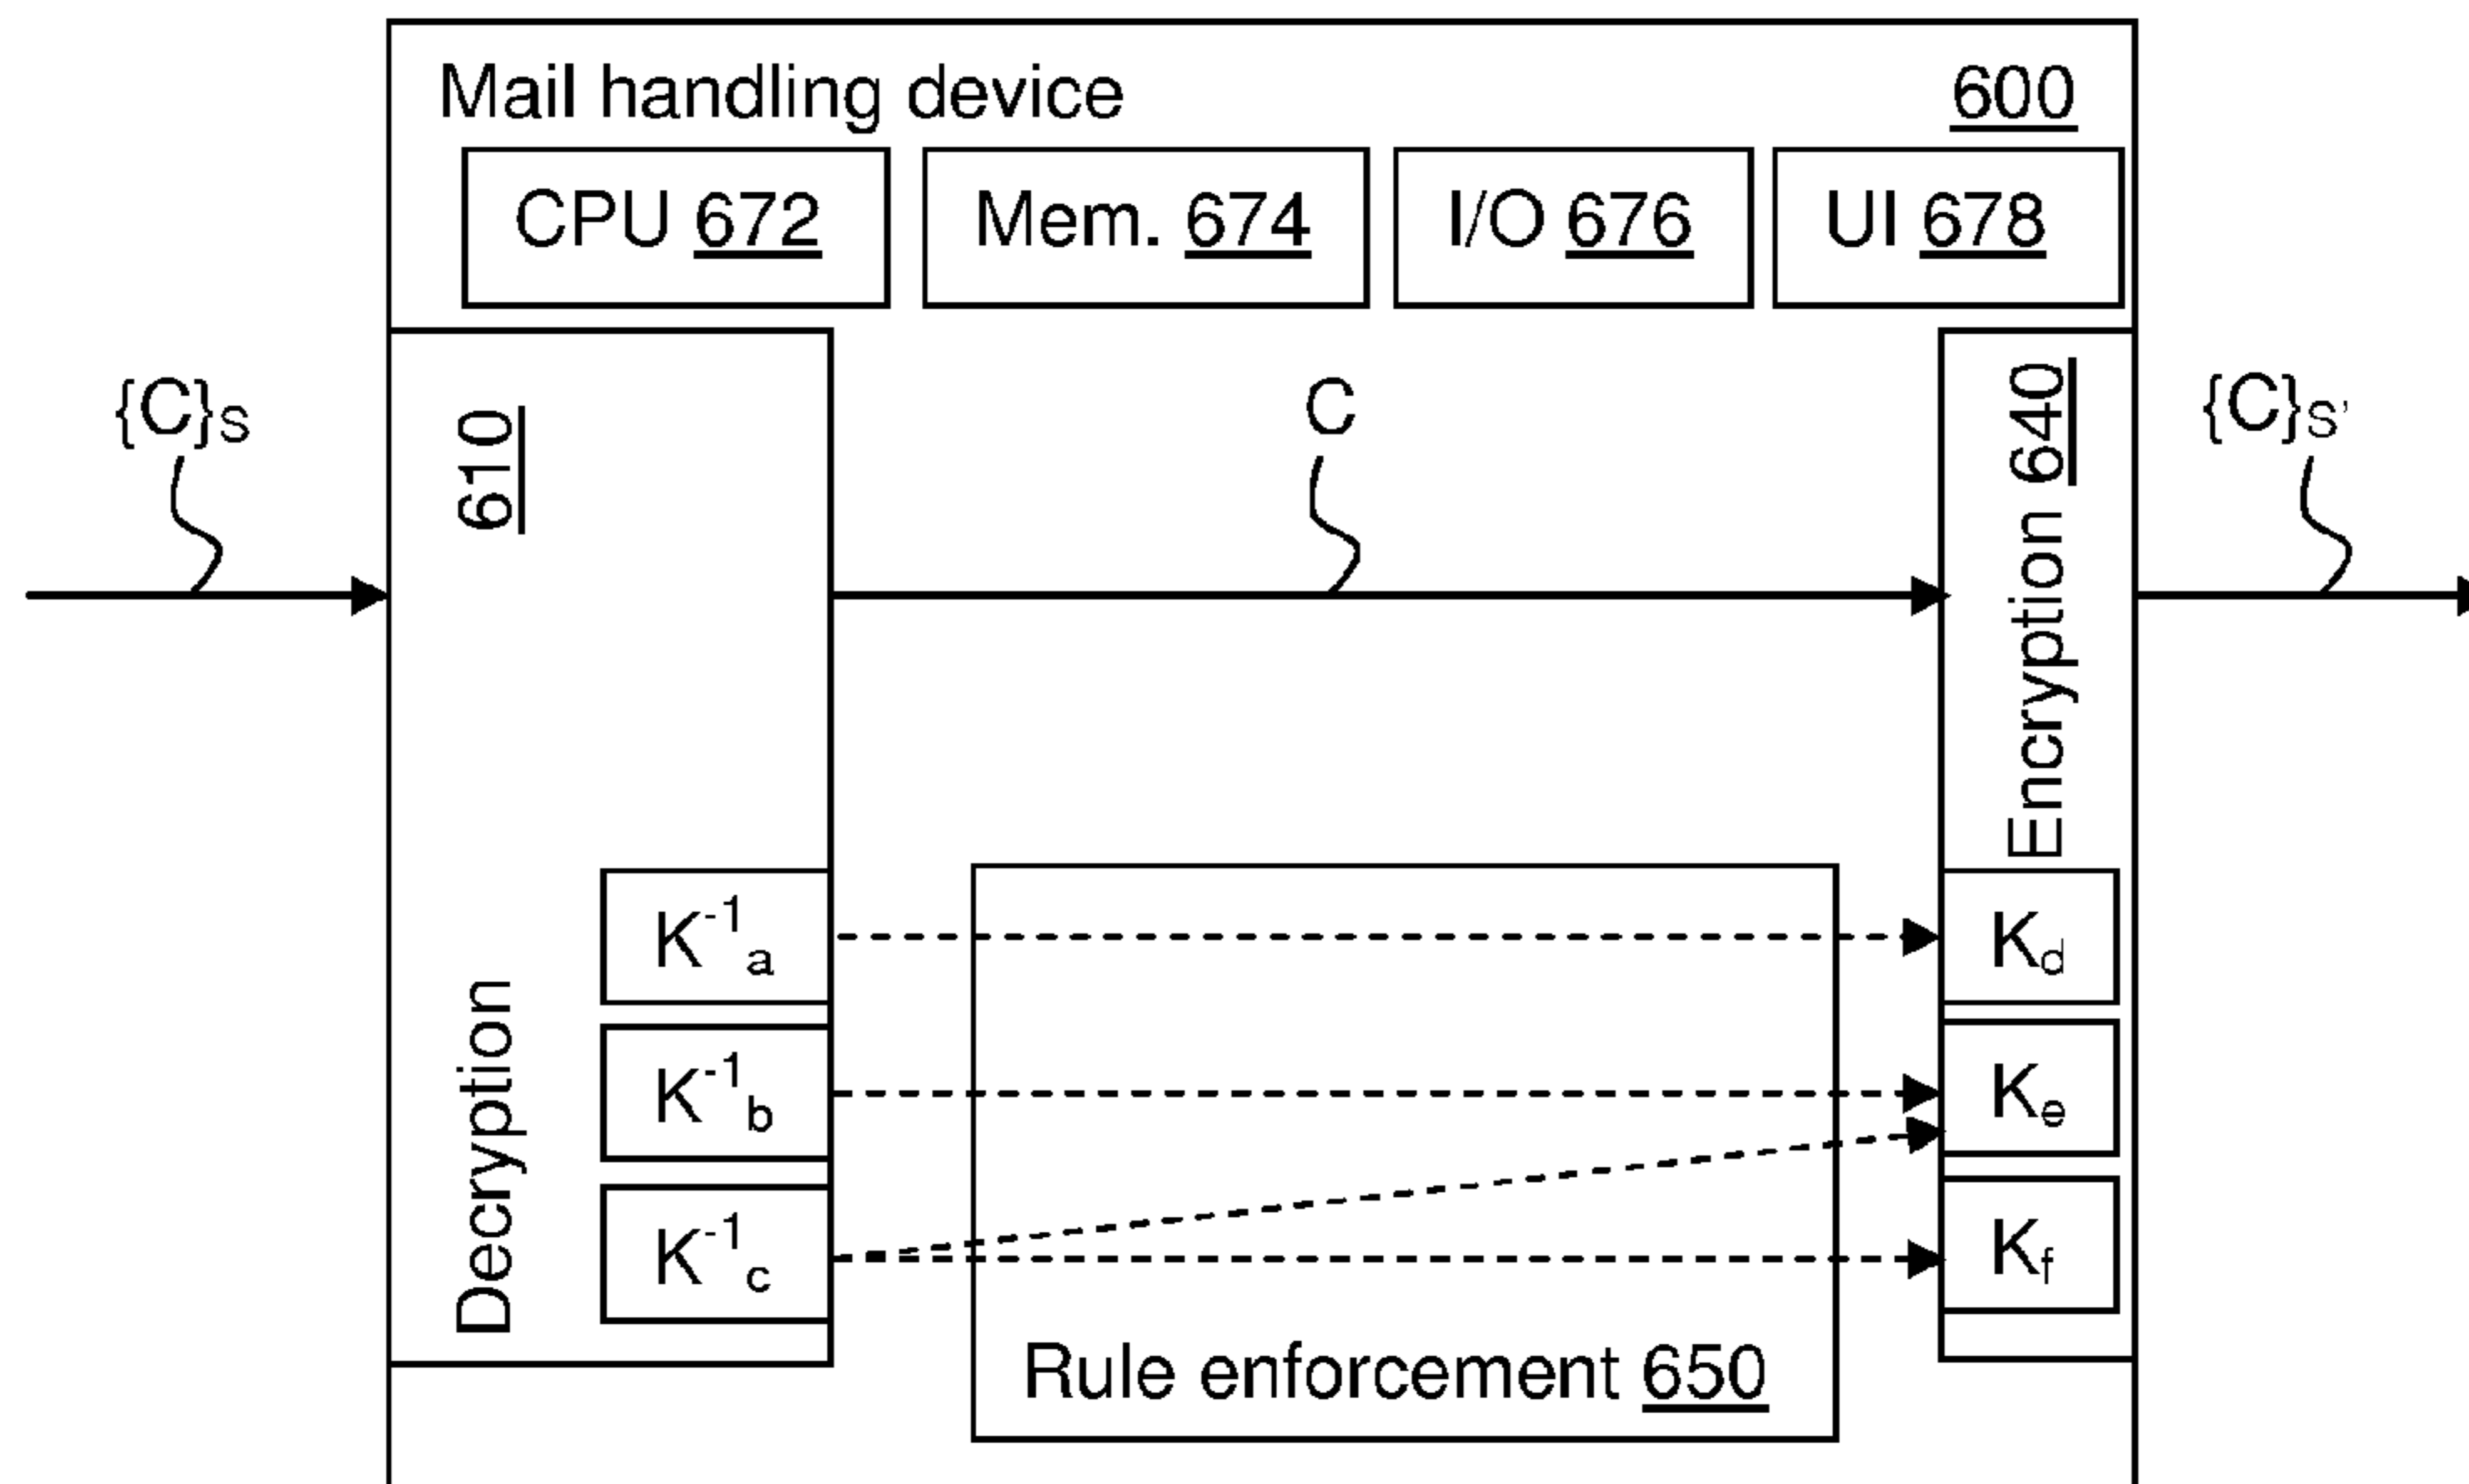 Mail handling device 600
CPU 672
Mem. 674
I/O 676
UI 678
{C}S
C
{C}S'
Decryption 610
Encryption 640
K-1a
Kd
K-1b
Ke
K-1c
Kf
Rule enforcement 650